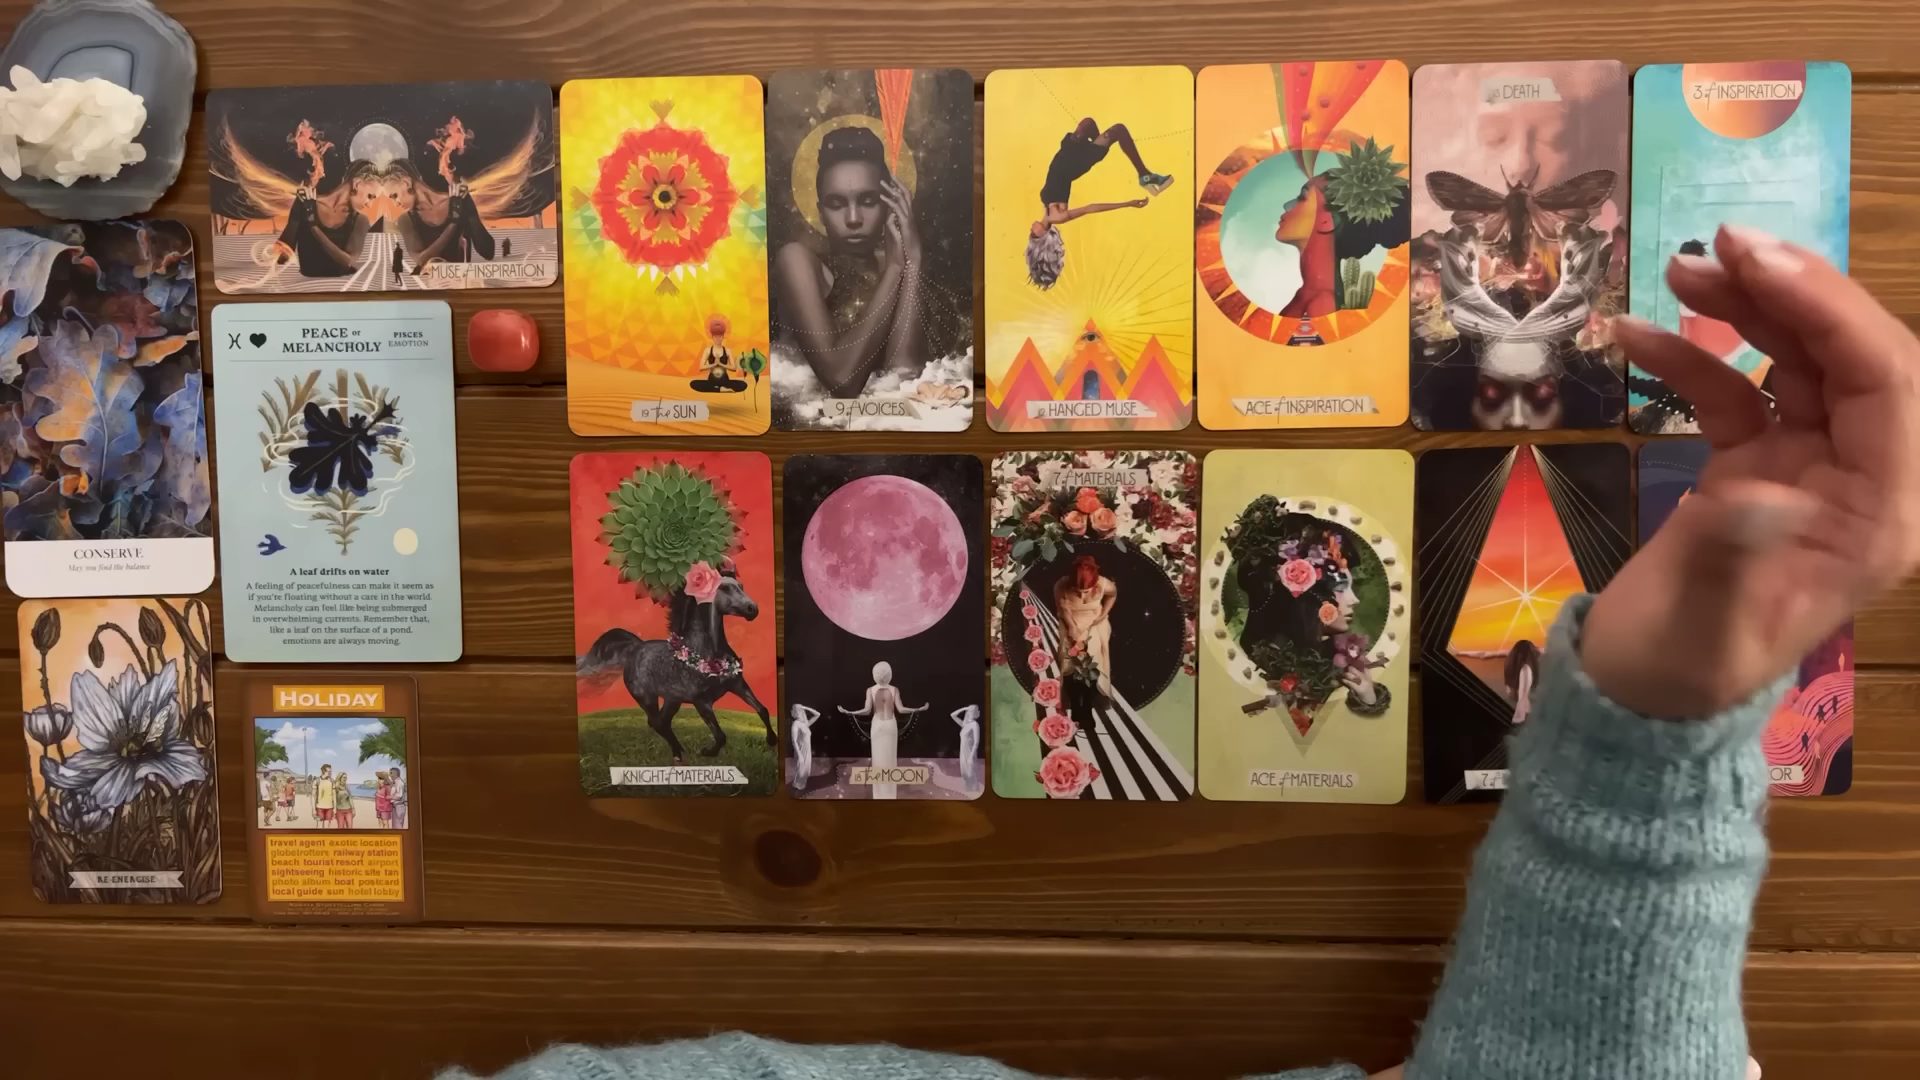 MUSE of INSPIRATION
19 the SUN
9 of VOICES
HANGED MUSE
ACE of INSPIRATION
DEATH
3 of INSPIRATION
CONSERVE
May you find the balance
PEACE or
MELANCHOLY
PISCES
EMOTION
A leaf drifts on water
A feeling of peacefulness can make it seem as
if you're floating without a care in the world.
Melancholy can feel like being submerged
in overwhelming currents. Remember that,
like a leaf on the surface of a pond,
emotions are always moving.
KNIGHT of MATERIALS
18 the MOON
7 of MATERIALS
ACE of MATERIALS
7 of
OR
RE-ENERGISE
HOLIDAY
travel agent exotic location
globetrotters railway station
beach tourist resort airport
sightseeing historic site tan
photo album boat postcard
local guide sun hotel lobby